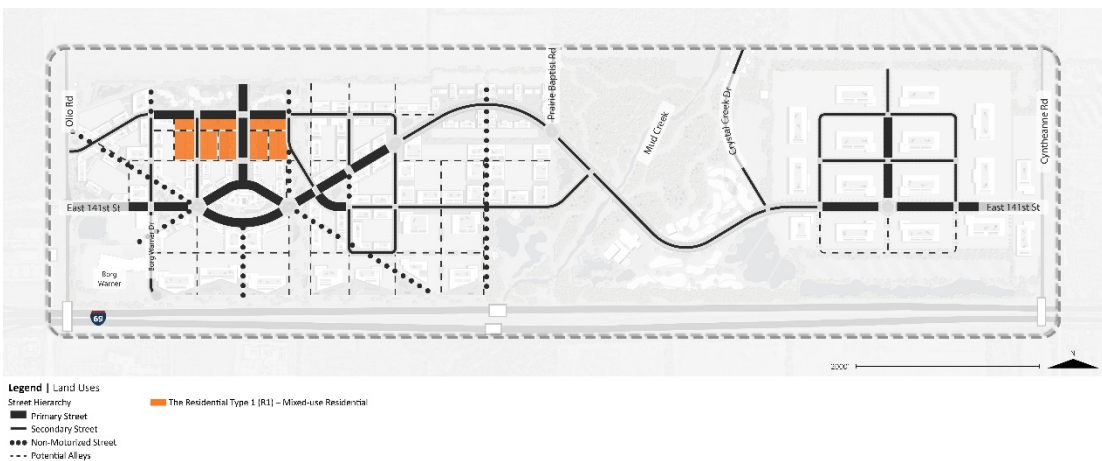 Olio Rd
Prairie Baptist Rd
Mud Creek
Crystal Creek Dr
Cyntheanne Rd
East 141st St
East 141st St
Borg Warner Dr
Borg
Warner
69
2000'
N
Legend | Land Uses
Street Hierarchy
The Residential Type 1 (R1) – Mixed-use Residential
Primary Street
Secondary Street
Non-Motorized Street
Potential Alleys